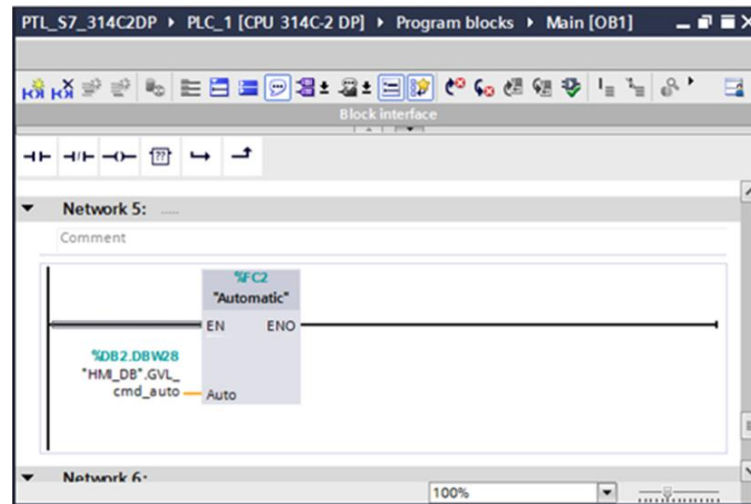 PTL_S7_314C2DP ▸ PLC_1 [CPU 314C-2 DP] ▸ Program blocks ▸ Main [OB1]
Block interface
Network 5: .....
Comment
%FC2
"Automatic"
EN ENO
%DB2.DBW28
"HMI_DB".GVL_
cmd_auto Auto
Network 6:
100%